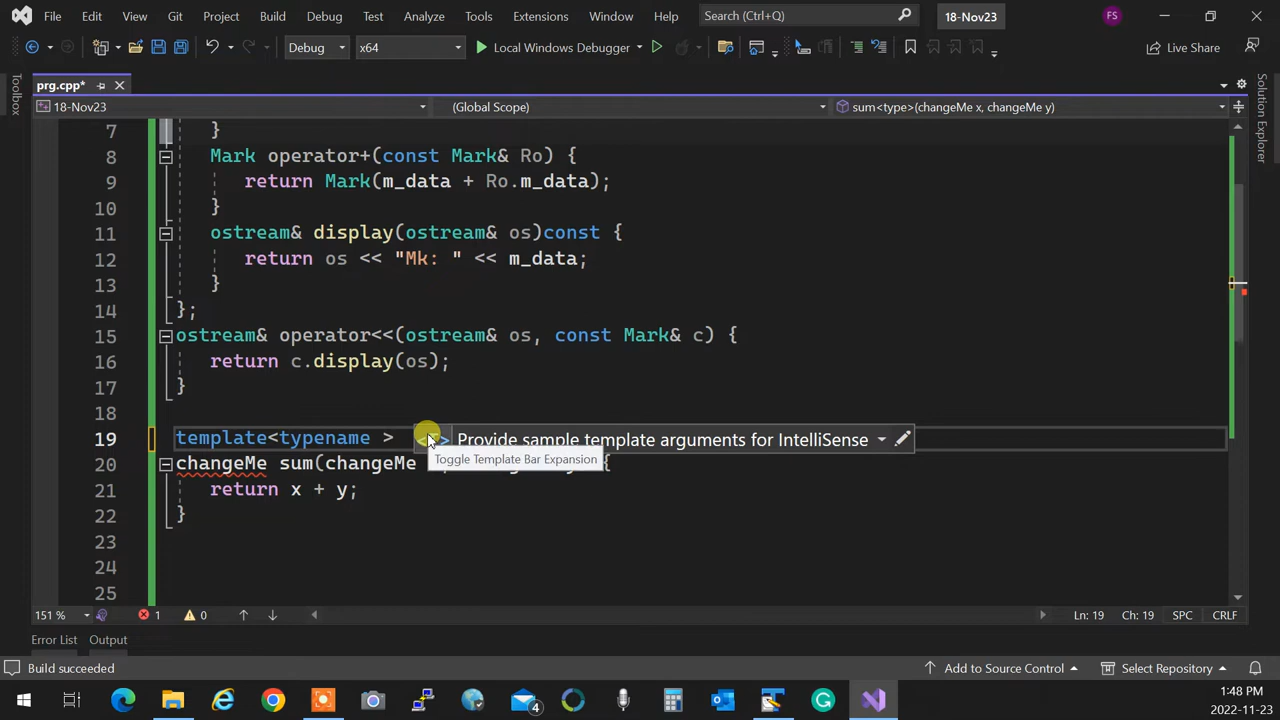 File Edit View Git Project Build Debug Test Analyze Tools Extensions Window Help Search (Ctrl+Q) 18-Nov23 FS
Debug x64 Local Windows Debugger Live Share
prg.cpp*
18-Nov23 (Global Scope) sum<type>(changeMe x, changeMe y)
Toolbox
Solution Explorer
7 }
8 Mark operator+(const Mark& Ro) {
9 return Mark(m_data + Ro.m_data);
10 }
11 ostream& display(ostream& os)const {
12 return os << "Mk: " << m_data;
13 }
14 };
15 ostream& operator<<(ostream& os, const Mark& c) {
16 return c.display(os);
17 }
18
19 template<typename > Provide sample template arguments for IntelliSense
Toggle Template Bar Expansion
20 changeMe sum(changeMe {
21 return x + y;
22 }
23
24
25
151 % 1 0 Ln: 19 Ch: 19 SPC CRLF
Error List Output
Build succeeded Add to Source Control Select Repository
4
1:48 PM
2022-11-23